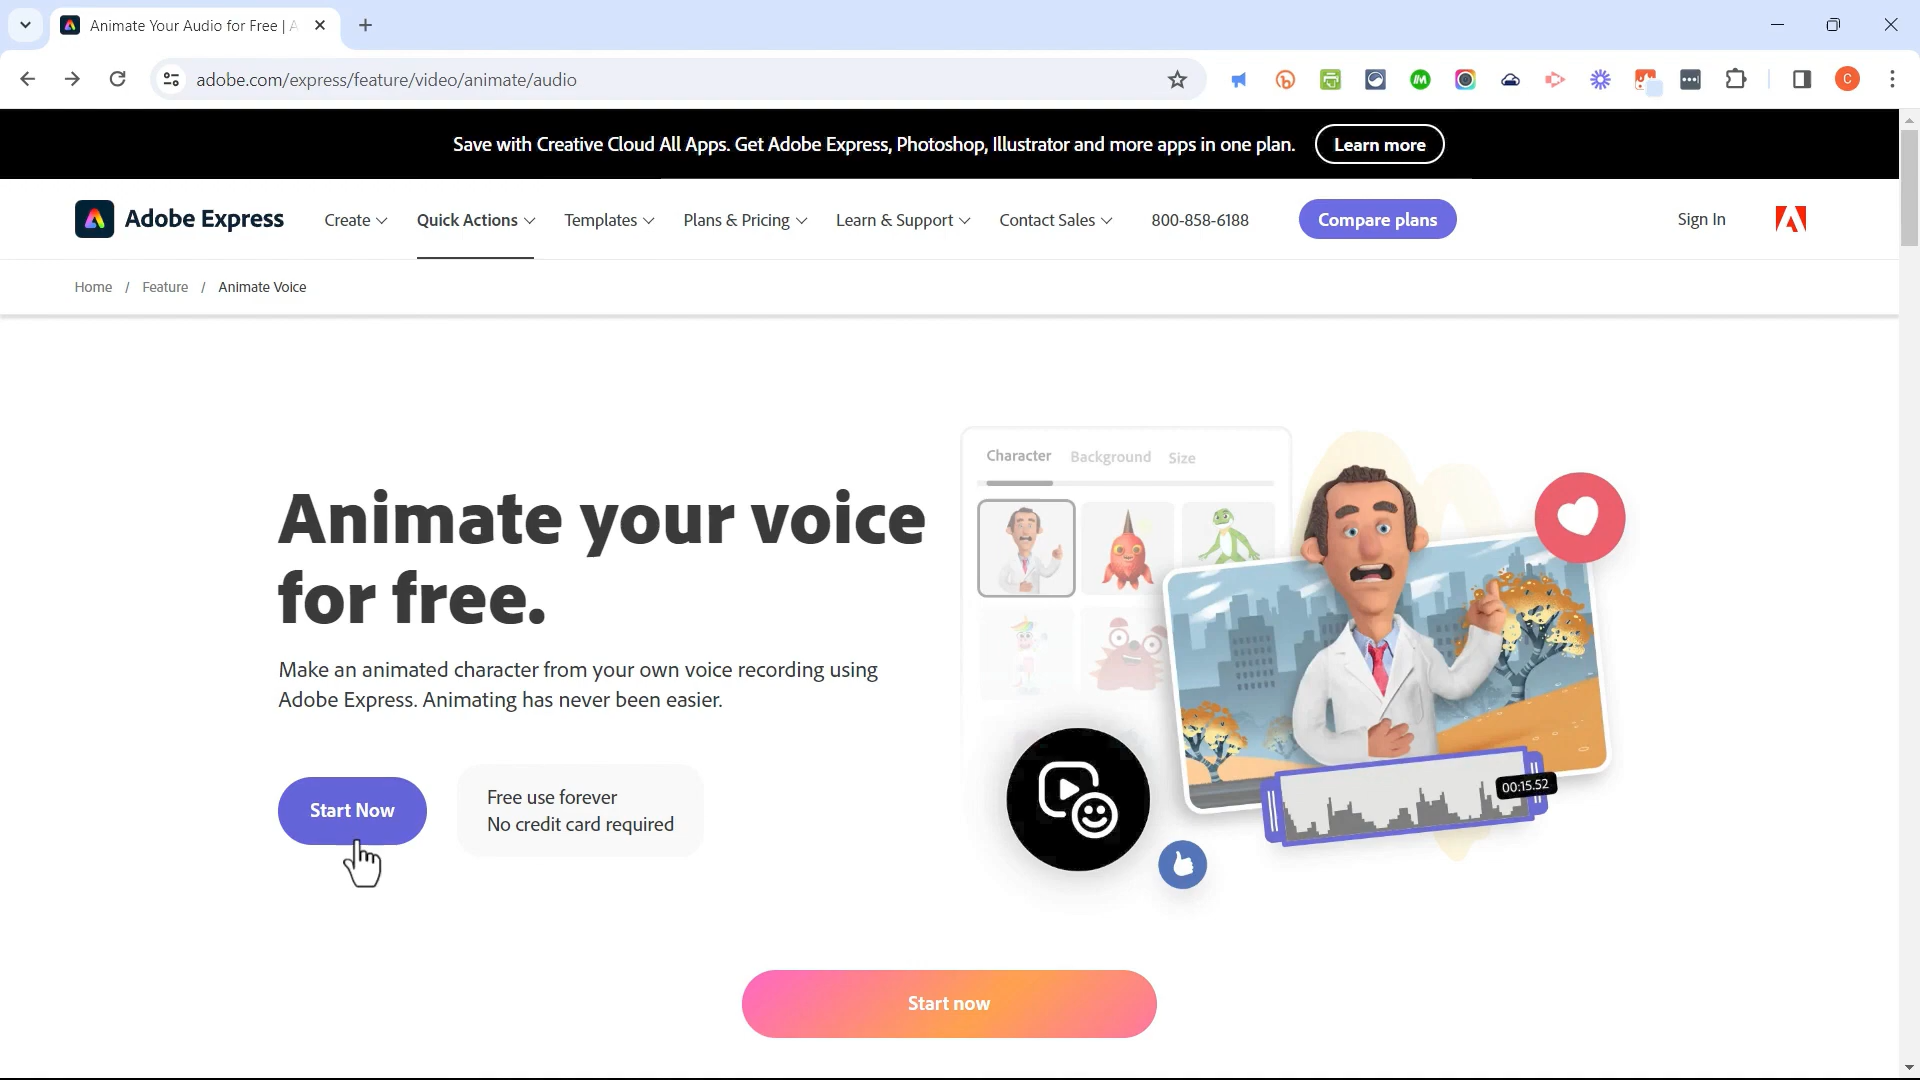 Animate Your Audio for Free | A
adobe.com/express/feature/video/animate/audio
C
Save with Creative Cloud All Apps. Get Adobe Express, Photoshop, Illustrator and more apps in one plan.
Learn more
Adobe Express
Create
Quick Actions
Templates
Plans & Pricing
Learn & Support
Contact Sales
800-858-6188
Compare plans
Sign In
Home / Feature / Animate Voice
Animate your voice
for free.
Make an animated character from your own voice recording using
Adobe Express. Animating has never been easier.
Start Now
Free use forever
No credit card required
Character
Background
Size
00:15.52
Start now